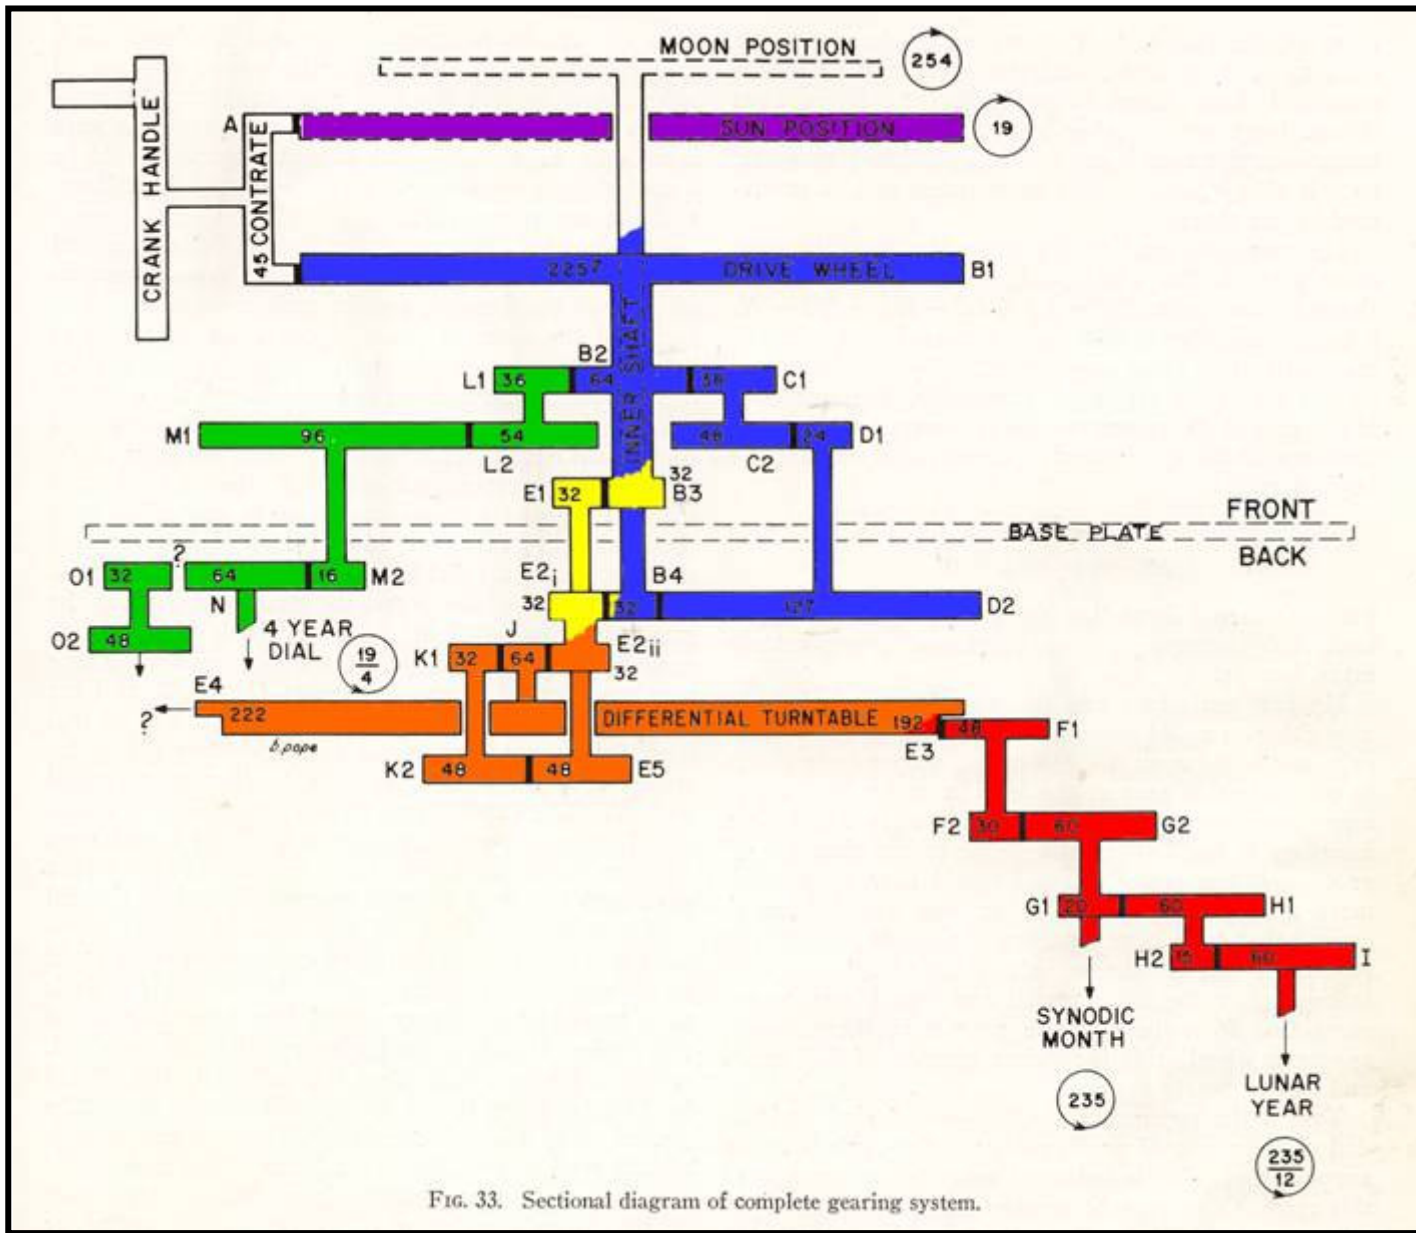 MOON POSITION
254
A
SUN POSITION
19
CRANK HANDLE
45 CONTRATE
225?
DRIVE WHEEL
B1
INNER SHAFT
B2
L1
36
64
38
C1
M1
96
54
48
24
D1
L2
C2
E1
32
32
B3
FRONT
BASE PLATE
BACK
?
O1
32
64
16
M2
N
E2i
B4
32
32
127
D2
O2
48
4 YEAR
DIAL
19
4
J
K1
32
64
E2ii
32
E4
?
222
b. pope
DIFFERENTIAL TURNTABLE
192
48
F1
E3
K2
48
48
E5
F2
30
60
G2
G1
20
60
H1
H2
15
60
I
SYNODIC
MONTH
235
LUNAR
YEAR
235
12
FIG. 33. Sectional diagram of complete gearing system.